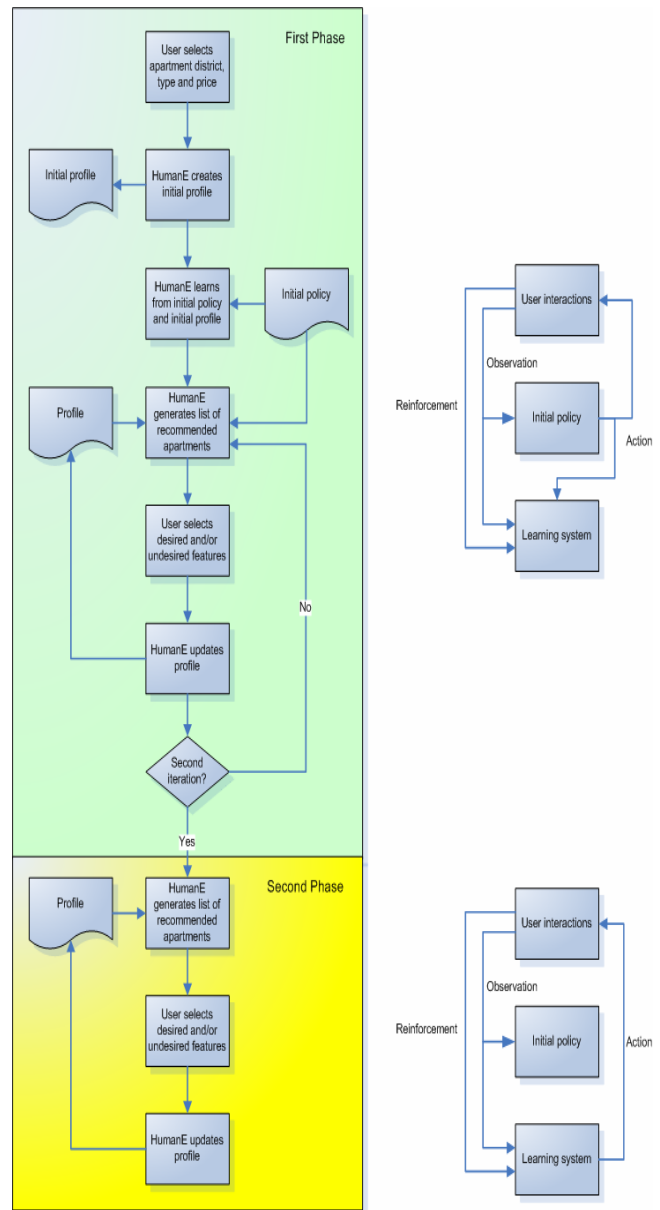 First Phase
User selects
apartment district,
type and price
Initial profile
HumanE creates
initial profile
HumanE learns
from initial policy
and initial profile
Initial policy
Profile
HumanE
generates list of
recommended
apartments
User selects
desired and/or
undesired features
No
HumanE updates
profile
Second
iteration?
Yes
Second Phase
Profile
HumanE
generates list of
recommended
apartments
User selects
desired and/or
undesired features
HumanE updates
profile
User interactions
Observation
Reinforcement
Initial policy
Action
Learning system
User interactions
Observation
Reinforcement
Initial policy
Action
Learning system